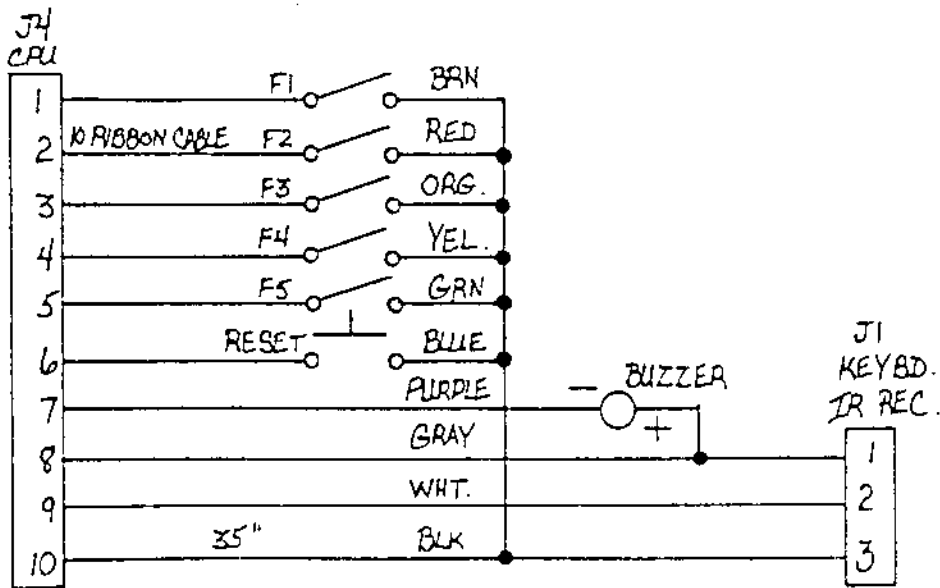 J4
CPU
1 F1 BRN
2 10 RIBBON CABLE F2 RED
3 F3 ORG.
4 F4 YEL.
5 F5 GRN
6 RESET BLUE
7 PURPLE - BUZZER +
8 GRAY
9 WHT.
10 35" BLK
J1
KEYBD.
IR REC.
1
2
3